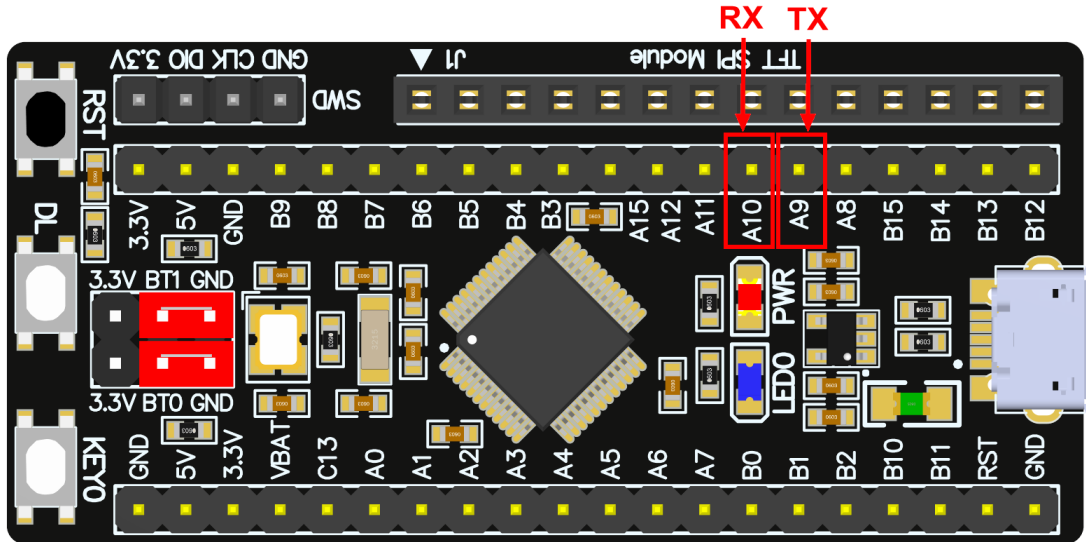 RX TX
3.3V DIO CLK GND
SWD
J1
TFT SPI Module
RST
3.3V 5V GND B9 B8 B7 B6 B5 B4 B3 A15 A12 A11 A10 A9 A8 B15 B14 B13 B12
DL
3.3V BT1 GND
PWR
LED0
3.3V BT0 GND
KEY0
GND 5V 3.3V VBAT C13 A0 A1 A2 A3 A4 A5 A6 A7 B0 B1 B2 B10 B11 RST GND